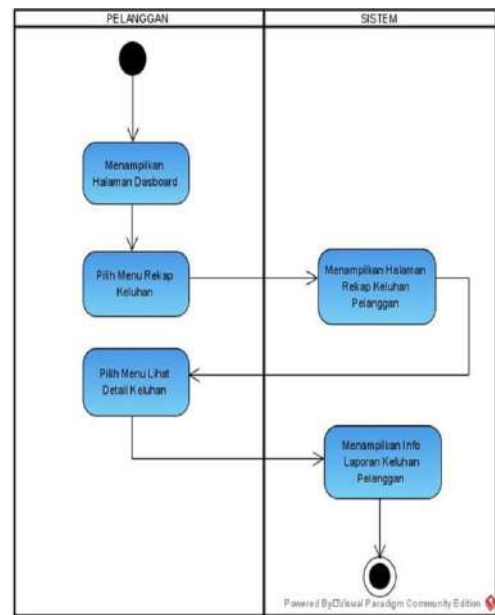 PELANGGAN
SISTEM
Menampilkan
Halaman Dasboard
Pilih Menu Rekap
Keluhan
Menampilkan Halaman
Rekap Keluhan
Pelanggan
Pilih Menu Lihat
Detail Keluhan
Menampilkan Info
Laporan Keluhan
Pelanggan
Powered By Visual Paradigm Community Edition